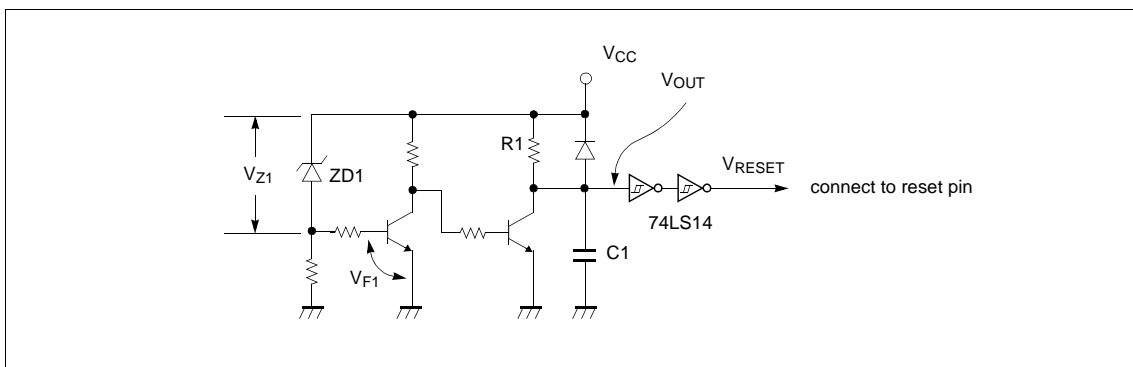 VCC
VOUT
R1
VZ1
ZD1
VRESET
connect to reset pin
74LS14
VF1
C1